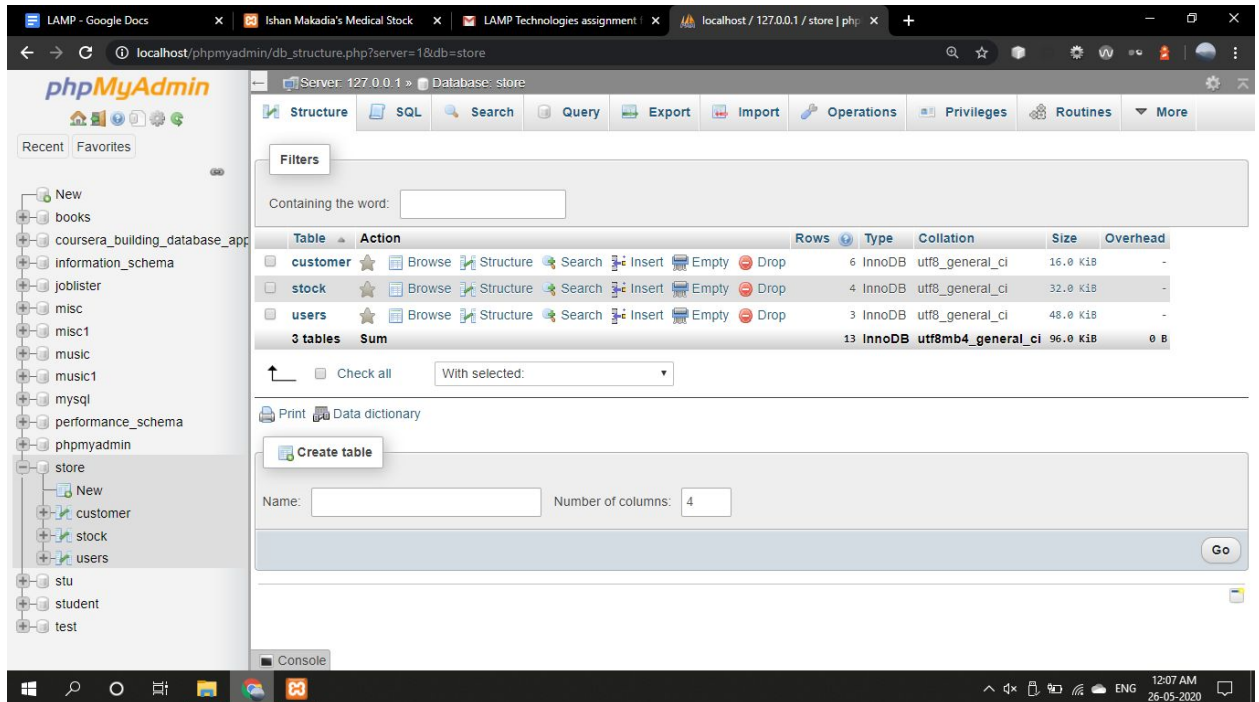 LAMP - Google Docs
Ishan Makadia's Medical Stock
LAMP Technologies assignment
localhost / 127.0.0.1 / store | php
localhost/phpmyadmin/db_structure.php?server=1&db=store
phpMyAdmin
Recent Favorites
New
books
coursera_building_database_app
information_schema
joblister
misc
misc1
music
music1
mysql
performance_schema
phpmyadmin
store
New
customer
stock
users
stu
student
test
Server: 127.0.0.1 » Database: store
Structure SQL Search Query Export Import Operations Privileges Routines More
Filters
Containing the word:
Table Action Rows Type Collation Size Overhead
customer Browse Structure Search Insert Empty Drop 6 InnoDB utf8_general_ci 16.0 KiB -
stock Browse Structure Search Insert Empty Drop 4 InnoDB utf8_general_ci 32.0 KiB -
users Browse Structure Search Insert Empty Drop 3 InnoDB utf8_general_ci 48.0 KiB -
3 tables Sum 13 InnoDB utf8mb4_general_ci 96.0 KiB 0 B
Check all With selected:
Print Data dictionary
Create table
Name: Number of columns: 4
Go
Console
ENG
12:07 AM
26-05-2020